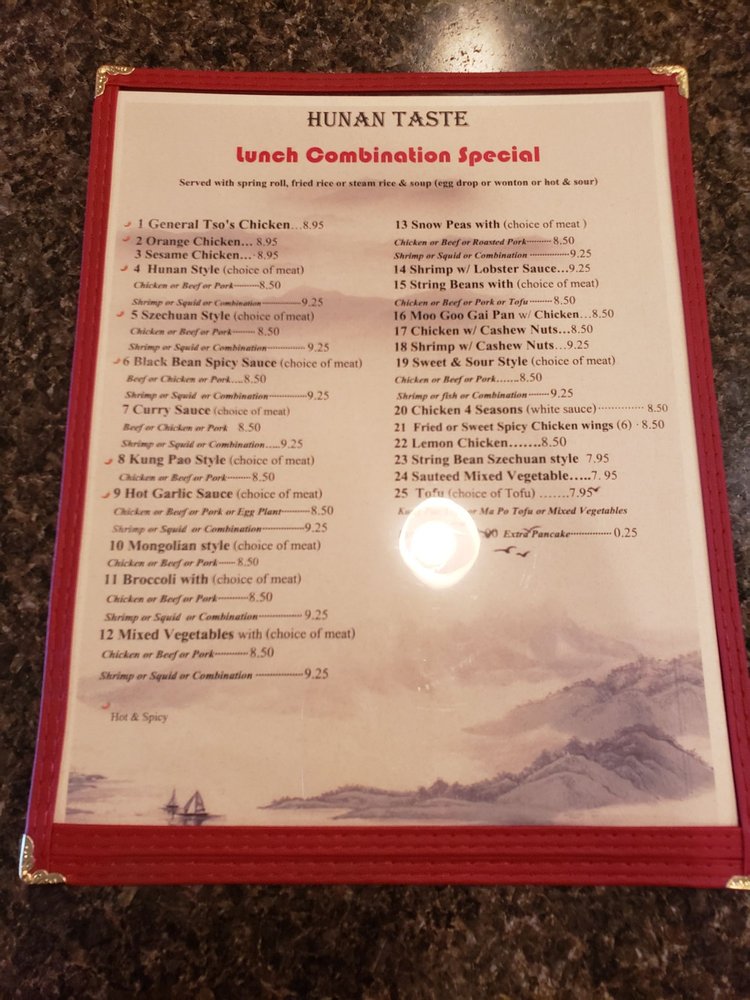 HUNAN TASTE
Lunch Combination Special
Served with spring roll, fried rice or steam rice & soup (egg drop or wonton or hot & sour)
1 General Tso's Chicken...8.95
2 Orange Chicken... 8.95
3 Sesame Chicken... 8.95
4 Hunan Style (choice of meat)
Chicken or Beef or Pork.........8.50
Shrimp or Squid or Combination...............9.25
5 Szechuan Style (choice of meat)
Chicken or Beef or Pork......... 8.50
Shrimp or Squid or Combination............... 9.25
6 Black Bean Spicy Sauce (choice of meat)
Beef or Chicken or Pork....8.50
Shrimp or Squid or Combination...............9.25
7 Curry Sauce (choice of meat)
Beef or Chicken or Pork 8.50
Shrimp or Squid or Combination.....9.25
8 Kung Pao Style (choice of meat)
Chicken or Beef or Pork.........8.50
9 Hot Garlic Sauce (choice of meat)
Chicken or Beef or Pork or Egg Plant..........8.50
Shrimp or Squid or Combination...............9.25
10 Mongolian style (choice of meat)
Chicken or Beef or Pork...... 8.50
11 Broccoli with (choice of meat)
Chicken or Beef or Pork.........8.50
Shrimp or Squid or Combination ................ 9.25
12 Mixed Vegetables with (choice of meat)
Chicken or Beef or Pork............8.50
Shrimp or Squid or Combination ..................9.25
Hot & Spicy
13 Snow Peas with (choice of meat )
Chicken or Beef or Roasted Pork..........8.50
Shrimp or Squid or Combination ...............9.25
14 Shrimp w/ Lobster Sauce...9.25
15 String Beans with (choice of meat)
Chicken or Beef or Pork or Tofu........8.50
16 Moo Goo Gai Pan w/ Chicken...8.50
17 Chicken w/ Cashew Nuts...8.50
18 Shrimp w/ Cashew Nuts...9.25
19 Sweet & Sour Style (choice of meat)
Chicken or Beef or Pork.......8.50
Shrimp or fish or Combination........9.25
20 Chicken 4 Seasons (white sauce)............... 8.50
21 Fried or Sweet Spicy Chicken wings (6) · 8.50
22 Lemon Chicken.......8.50
23 String Bean Szechuan style 7.95
24 Sauteed Mixed Vegetable.....7. 95
25 Tofu (choice of Tofu) .......7.95
or Ma Po Tofu or Mixed Vegetables
Extra Pancake............... 0.25